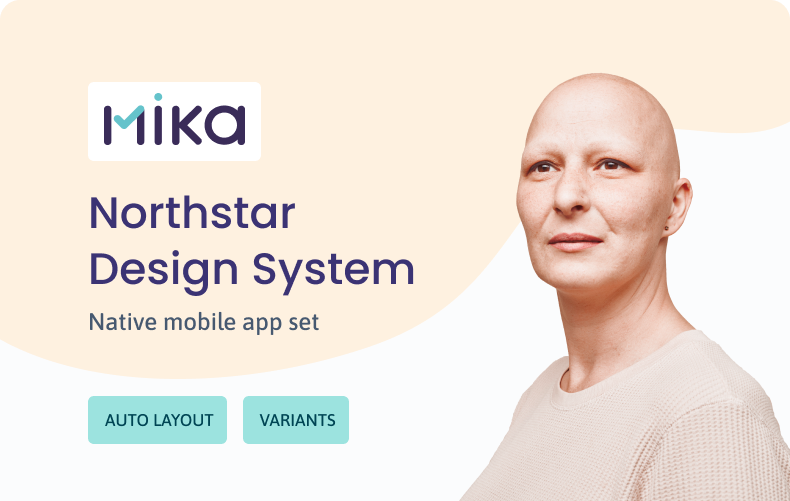 Mika
Northstar
Design System
Native mobile app set
AUTO LAYOUT
VARIANTS